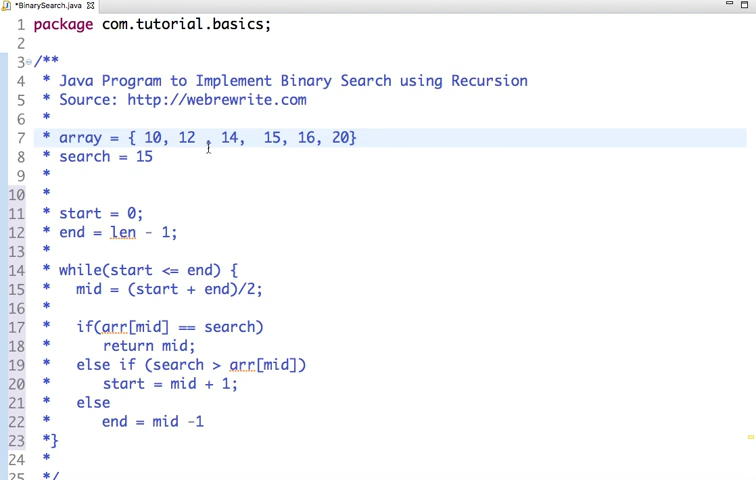 *BinarySearch.java
1 package com.tutorial.basics;
2
3 /**
4 * Java Program to Implement Binary Search using Recursion
5 * Source: http://webrewrite.com
6 *
7 * array = { 10, 12 , 14,  15, 16, 20}
8 * search = 15
9 *
10 *
11 * start = 0;
12 * end = len - 1;
13 *
14 * while(start <= end) {
15 *   mid = (start + end)/2;
16 *
17 *   if(arr[mid] == search)
18 *      return mid;
19 *   else if (search > arr[mid])
20 *      start = mid + 1;
21 *   else
22 *      end = mid -1
23 *}
24 *
25 */